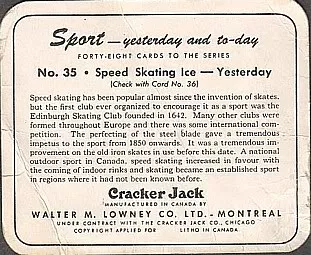 Sport — yesterday and to-day
FORTY-EIGHT CARDS TO THE SERIES
No. 35 • Speed Skating Ice — Yesterday
(Check with Card No. 36)
Speed skating has been popular almost since the invention of skates,
but the first club ever organized to encourage it as a sport was the
Edinburgh Skating Club founded in 1642. Many other clubs were
formed throughout Europe and there was some international com-
petition. The perfecting of the steel blade gave a tremendous
impetus to the sport from 1850 onwards. It was a tremendous im-
provement on the old iron skates in use before this date. A national
outdoor sport in Canada, speed skating increased in favour with
the coming of indoor rinks and skating became an established sport
in regions where it had not been known before.
Cracker Jack
MANUFACTURED IN CANADA BY
WALTER M. LOWNEY CO. LTD. - MONTREAL
UNDER CONTRACT WITH THE CRACKER JACK CO., CHICAGO
COPYRIGHT APPLIED FOR LITHO IN CANADA